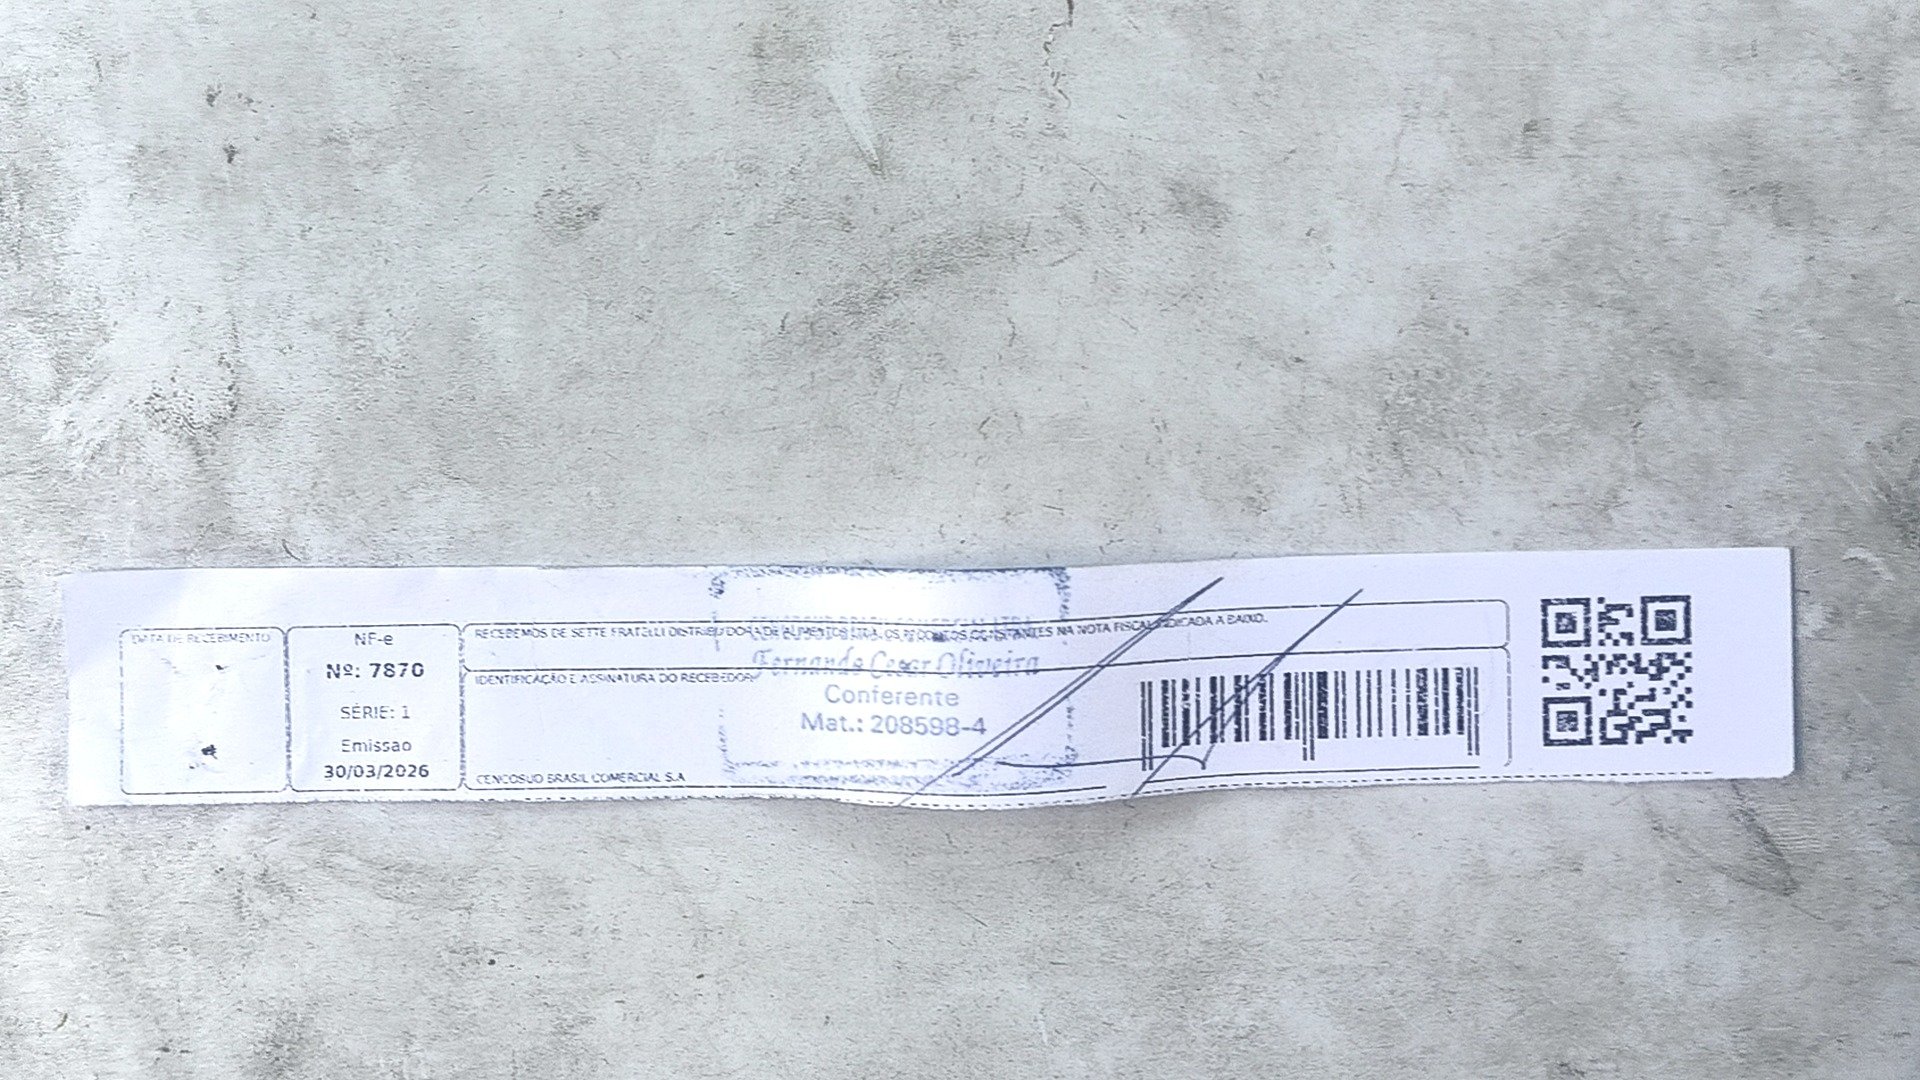 DATA DE RECEBIMENTO
NF-e
Nº: 7870
SÉRIE: 1
Emissao
30/03/2026
RECEBEMOS DE SETTE FRATELLI DISTRIBUIDORA DE ALIMENTOS LTDA, OS PRODUTOS CONSTANTES NA NOTA FISCAL INDICADA A BAIXO.
IDENTIFICAÇÃO E ASSINATURA DO RECEBEDOR
Fernando Cesar Oliveira
Conferente
Mat.: 208598-4
CENCOSUD BRASIL COMERCIAL S.A